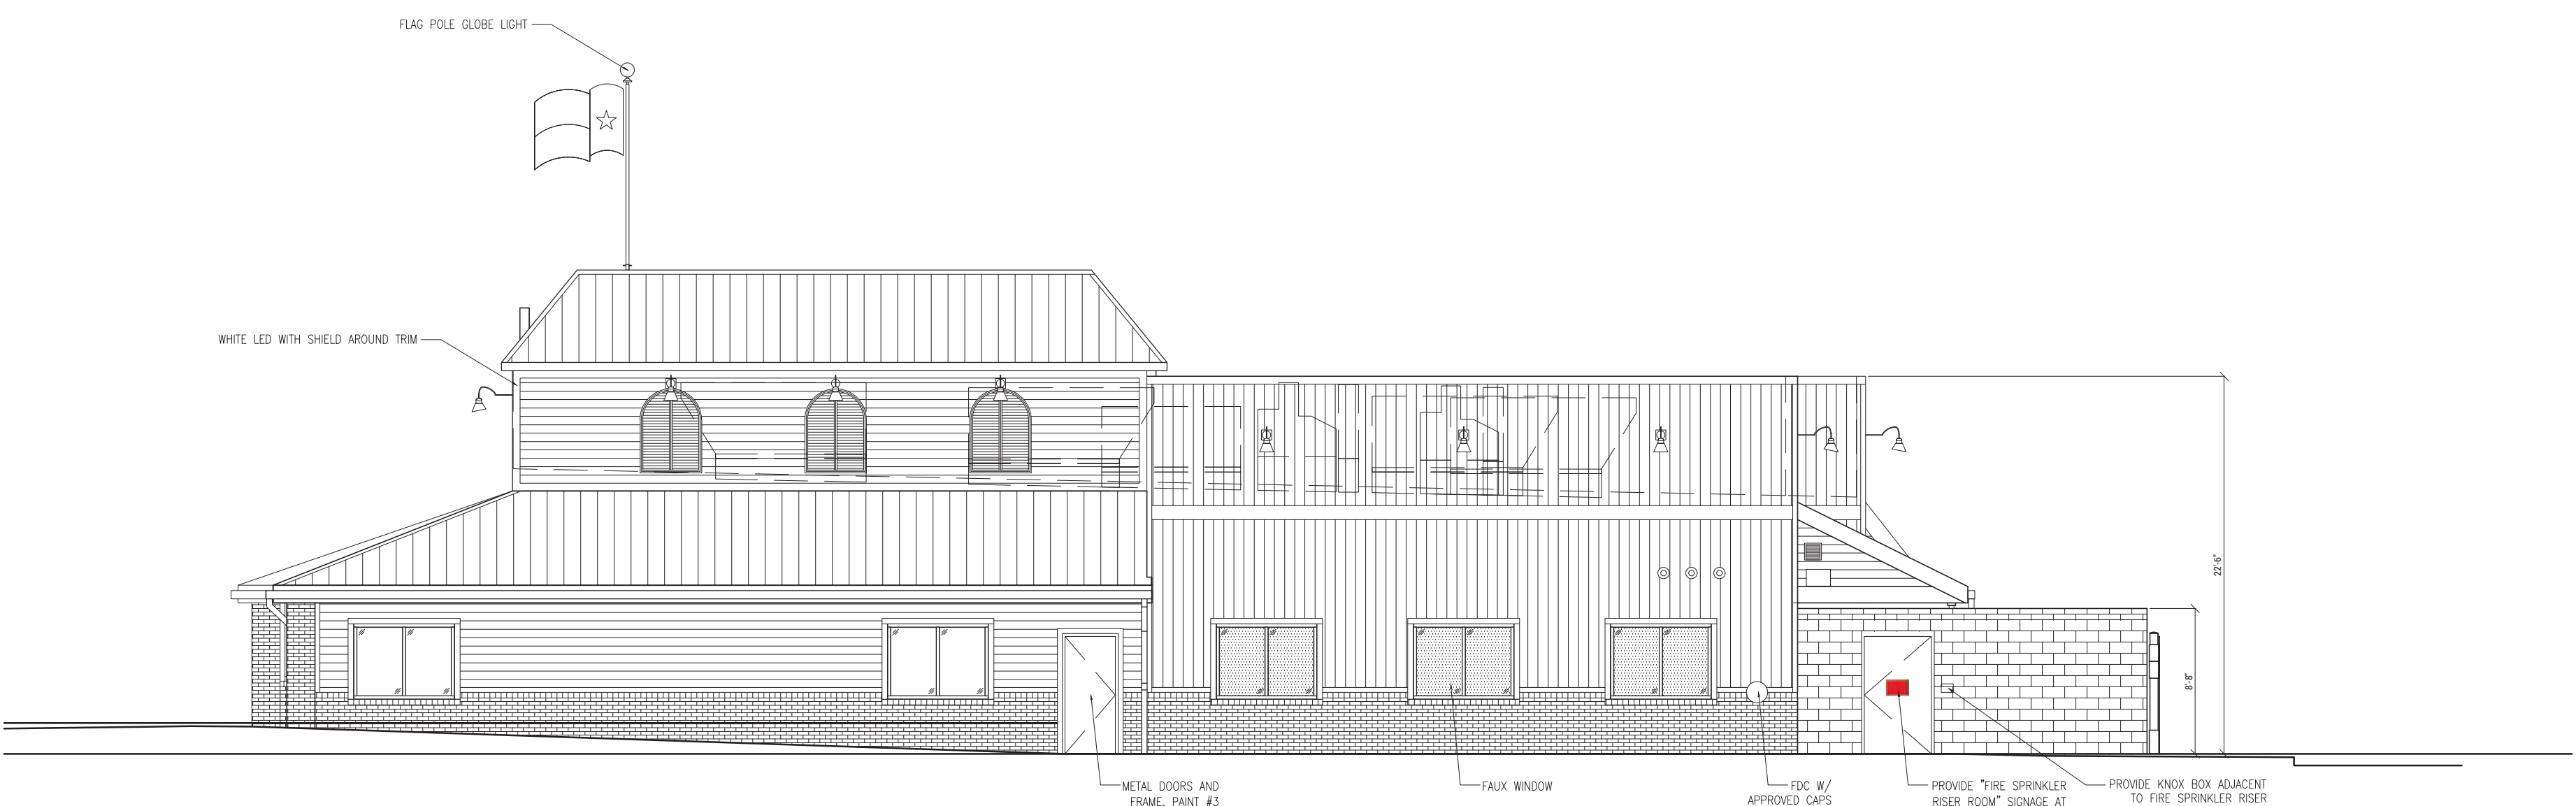 FLAG POLE GLOBE LIGHT
WHITE LED WITH SHIELD AROUND TRIM
22'-6"
8'-8"
METAL DOORS AND
FRAME, PAINT #3
FAUX WINDOW
FDC W/
APPROVED CAPS
PROVIDE "FIRE SPRINKLER
RISER ROOM" SIGNAGE AT
PROVIDE KNOX BOX ADJACENT
TO FIRE SPRINKLER RISER